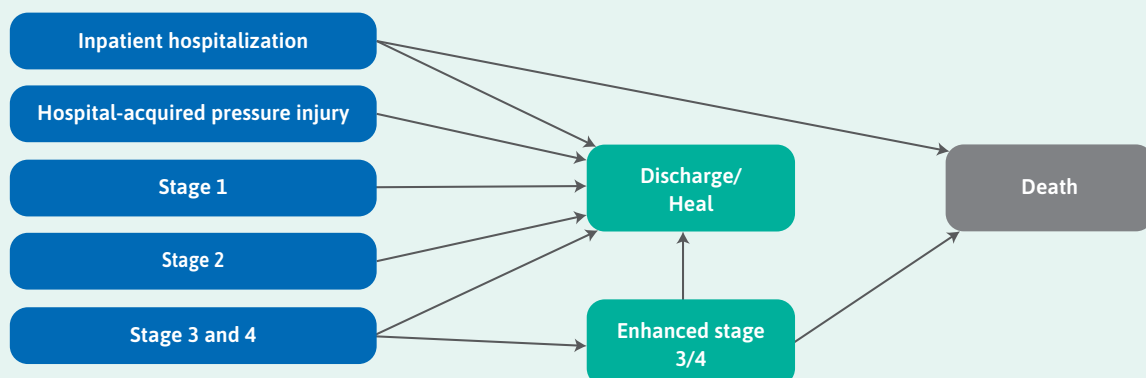 Inpatient hospitalization
Hospital-acquired pressure injury
Stage 1
Stage 2
Stage 3 and 4
Discharge/
Heal
Enhanced stage
3/4
Death